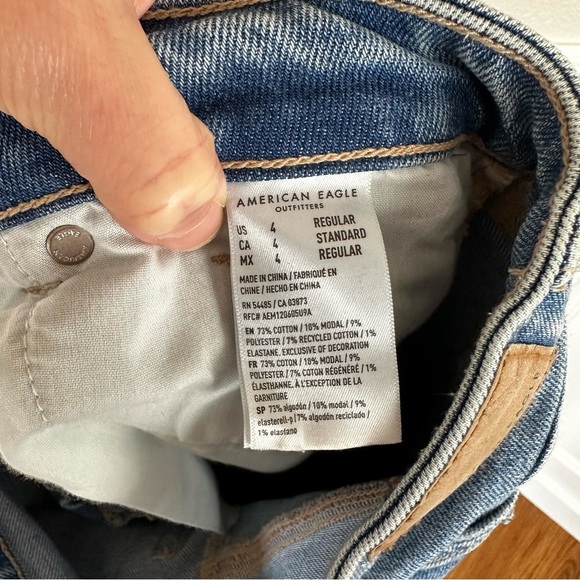 AMERICAN EAGLE
OUTFITTERS
US 4 REGULAR
CA 4 STANDARD
MX 4 REGULAR
MADE IN CHINA / FABRIQUÉ EN
CHINE / HECHO EN CHINA
RN 54485 / CA 03873
RFC# AEM120605U9A
EN 73% COTTON / 10% MODAL / 9%
POLYESTER / 7% RECYCLED COTTON / 1%
ELASTANE. EXCLUSIVE OF DECORATION
FR 73% COTON / 10% MODAL / 9%
POLYESTER / 7% COTON RÉGÉNÉRÉ / 1%
ÉLASTHANNE. À L'EXCEPTION DE LA
GARNITURE
SP 73% algodón / 10% modal / 9%
elasterell-p / 7% algodón reciclado /
1% elastano